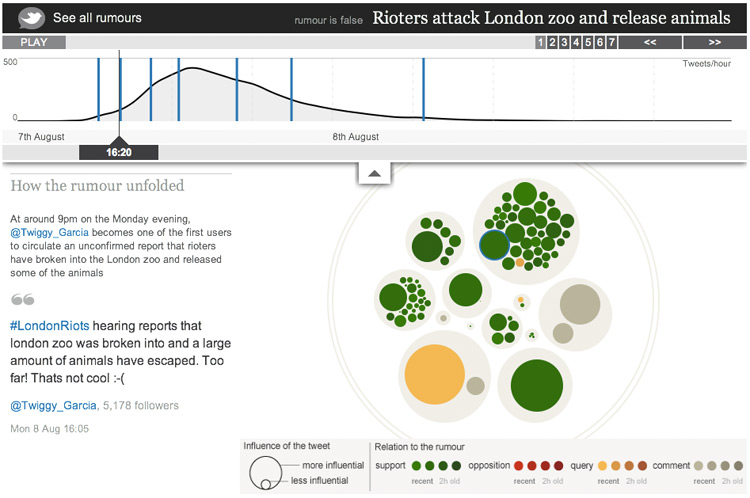 See all rumours
rumour is false Rioters attack London zoo and release animals
PLAY
1 2 3 4 5 6 7 << >>
500
Tweets/hour
0
7th August
8th August
16:20
How the rumour unfolded
At around 9pm on the Monday evening,
@Twiggy_Garcia becomes one of the first users
to circulate an unconfirmed report that rioters
have broken into the London zoo and released
some of the animals
#LondonRiots hearing reports that
london zoo was broken into and a large
amount of animals have escaped. Too
far! Thats not cool :-(
@Twiggy_Garcia, 5,178 followers
Mon 8 Aug 16:05
Influence of the tweet
more influential
less influential
Relation to the rumour
support opposition query comment
recent 2h old recent 2h old recent 2h old recent 2h old